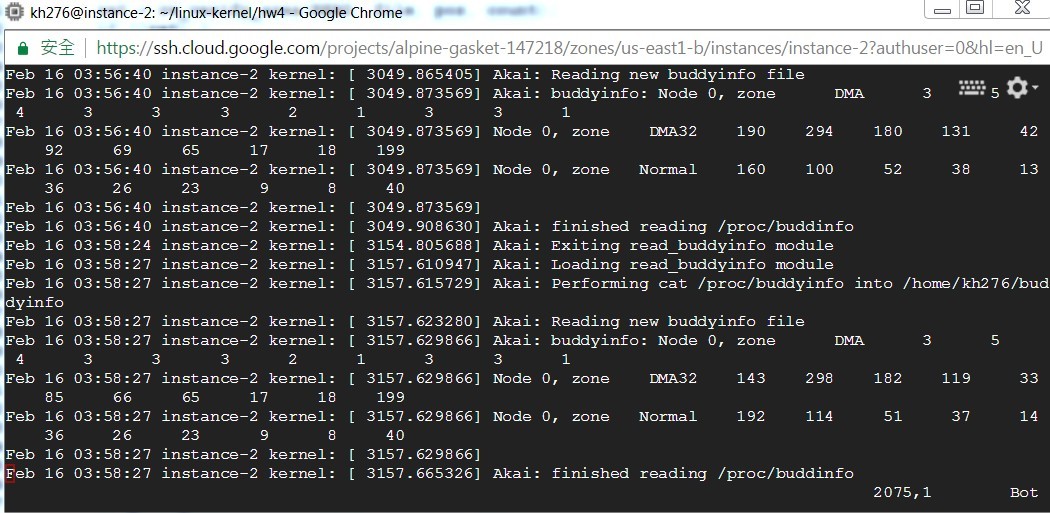 kh276@instance-2: ~/linux-kernel/hw4 - Google Chrome
安全 https://ssh.cloud.google.com/projects/alpine-gasket-147218/zones/us-east1-b/instances/instance-2?authuser=0&hl=en_U
Feb 16 03:56:40 instance-2 kernel: [ 3049.865405] Akai: Reading new buddyinfo file
Feb 16 03:56:40 instance-2 kernel: [ 3049.873569] Akai: buddyinfo: Node 0, zone      DMA      3      5
 4      3      3      3      2      1      3      3      1
Feb 16 03:56:40 instance-2 kernel: [ 3049.873569] Node 0, zone    DMA32    190    294    180    131     42
    92     69     65     17     18    199
Feb 16 03:56:40 instance-2 kernel: [ 3049.873569] Node 0, zone   Normal    160    100     52     38     13
    36     26     23      9      8     40
Feb 16 03:56:40 instance-2 kernel: [ 3049.873569]
Feb 16 03:56:40 instance-2 kernel: [ 3049.908630] Akai: finished reading /proc/buddinfo
Feb 16 03:58:24 instance-2 kernel: [ 3154.805688] Akai: Exiting read_buddyinfo module
Feb 16 03:58:27 instance-2 kernel: [ 3157.610947] Akai: Loading read_buddyinfo module
Feb 16 03:58:27 instance-2 kernel: [ 3157.615729] Akai: Performing cat /proc/buddyinfo into /home/kh276/bud
dyinfo
Feb 16 03:58:27 instance-2 kernel: [ 3157.623280] Akai: Reading new buddyinfo file
Feb 16 03:58:27 instance-2 kernel: [ 3157.629866] Akai: buddyinfo: Node 0, zone      DMA      3      5
 4      3      3      3      2      1      3      3      1
Feb 16 03:58:27 instance-2 kernel: [ 3157.629866] Node 0, zone    DMA32    143    298    182    119     33
    85     66     65     17     18    199
Feb 16 03:58:27 instance-2 kernel: [ 3157.629866] Node 0, zone   Normal    192    114     51     37     14
    36     26     23      9      8     40
Feb 16 03:58:27 instance-2 kernel: [ 3157.629866]
Feb 16 03:58:27 instance-2 kernel: [ 3157.665326] Akai: finished reading /proc/buddinfo
2075,1 Bot